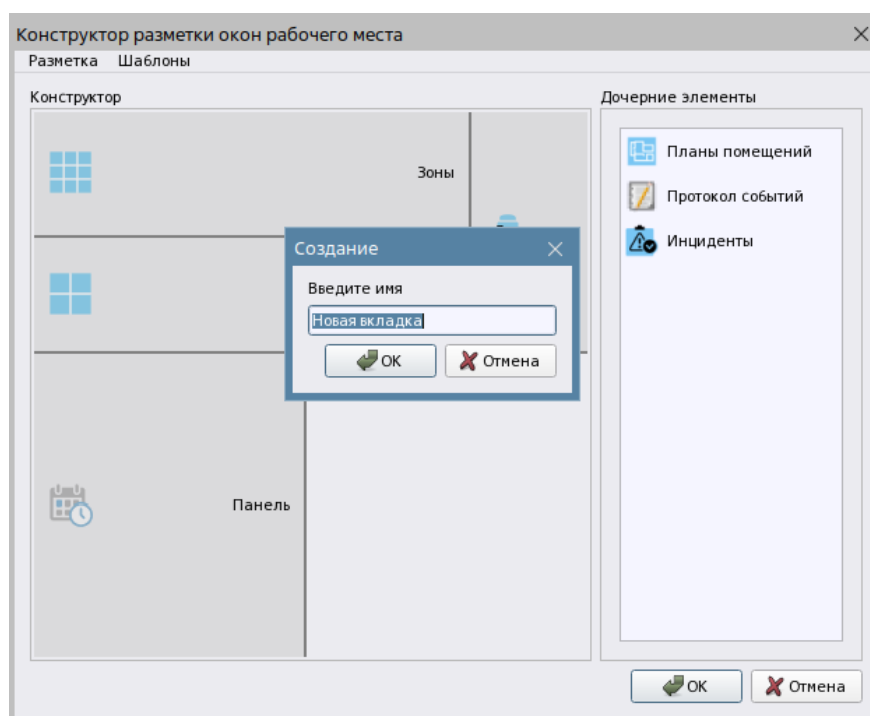 Конструктор разметки окон рабочего места
Разметка Шаблоны
Конструктор
Дочерние элементы
Зоны
Планы помещений
Протокол событий
Инциденты
Создание
Введите имя
Новая вкладка
OK Отмена
Панель
OK Отмена